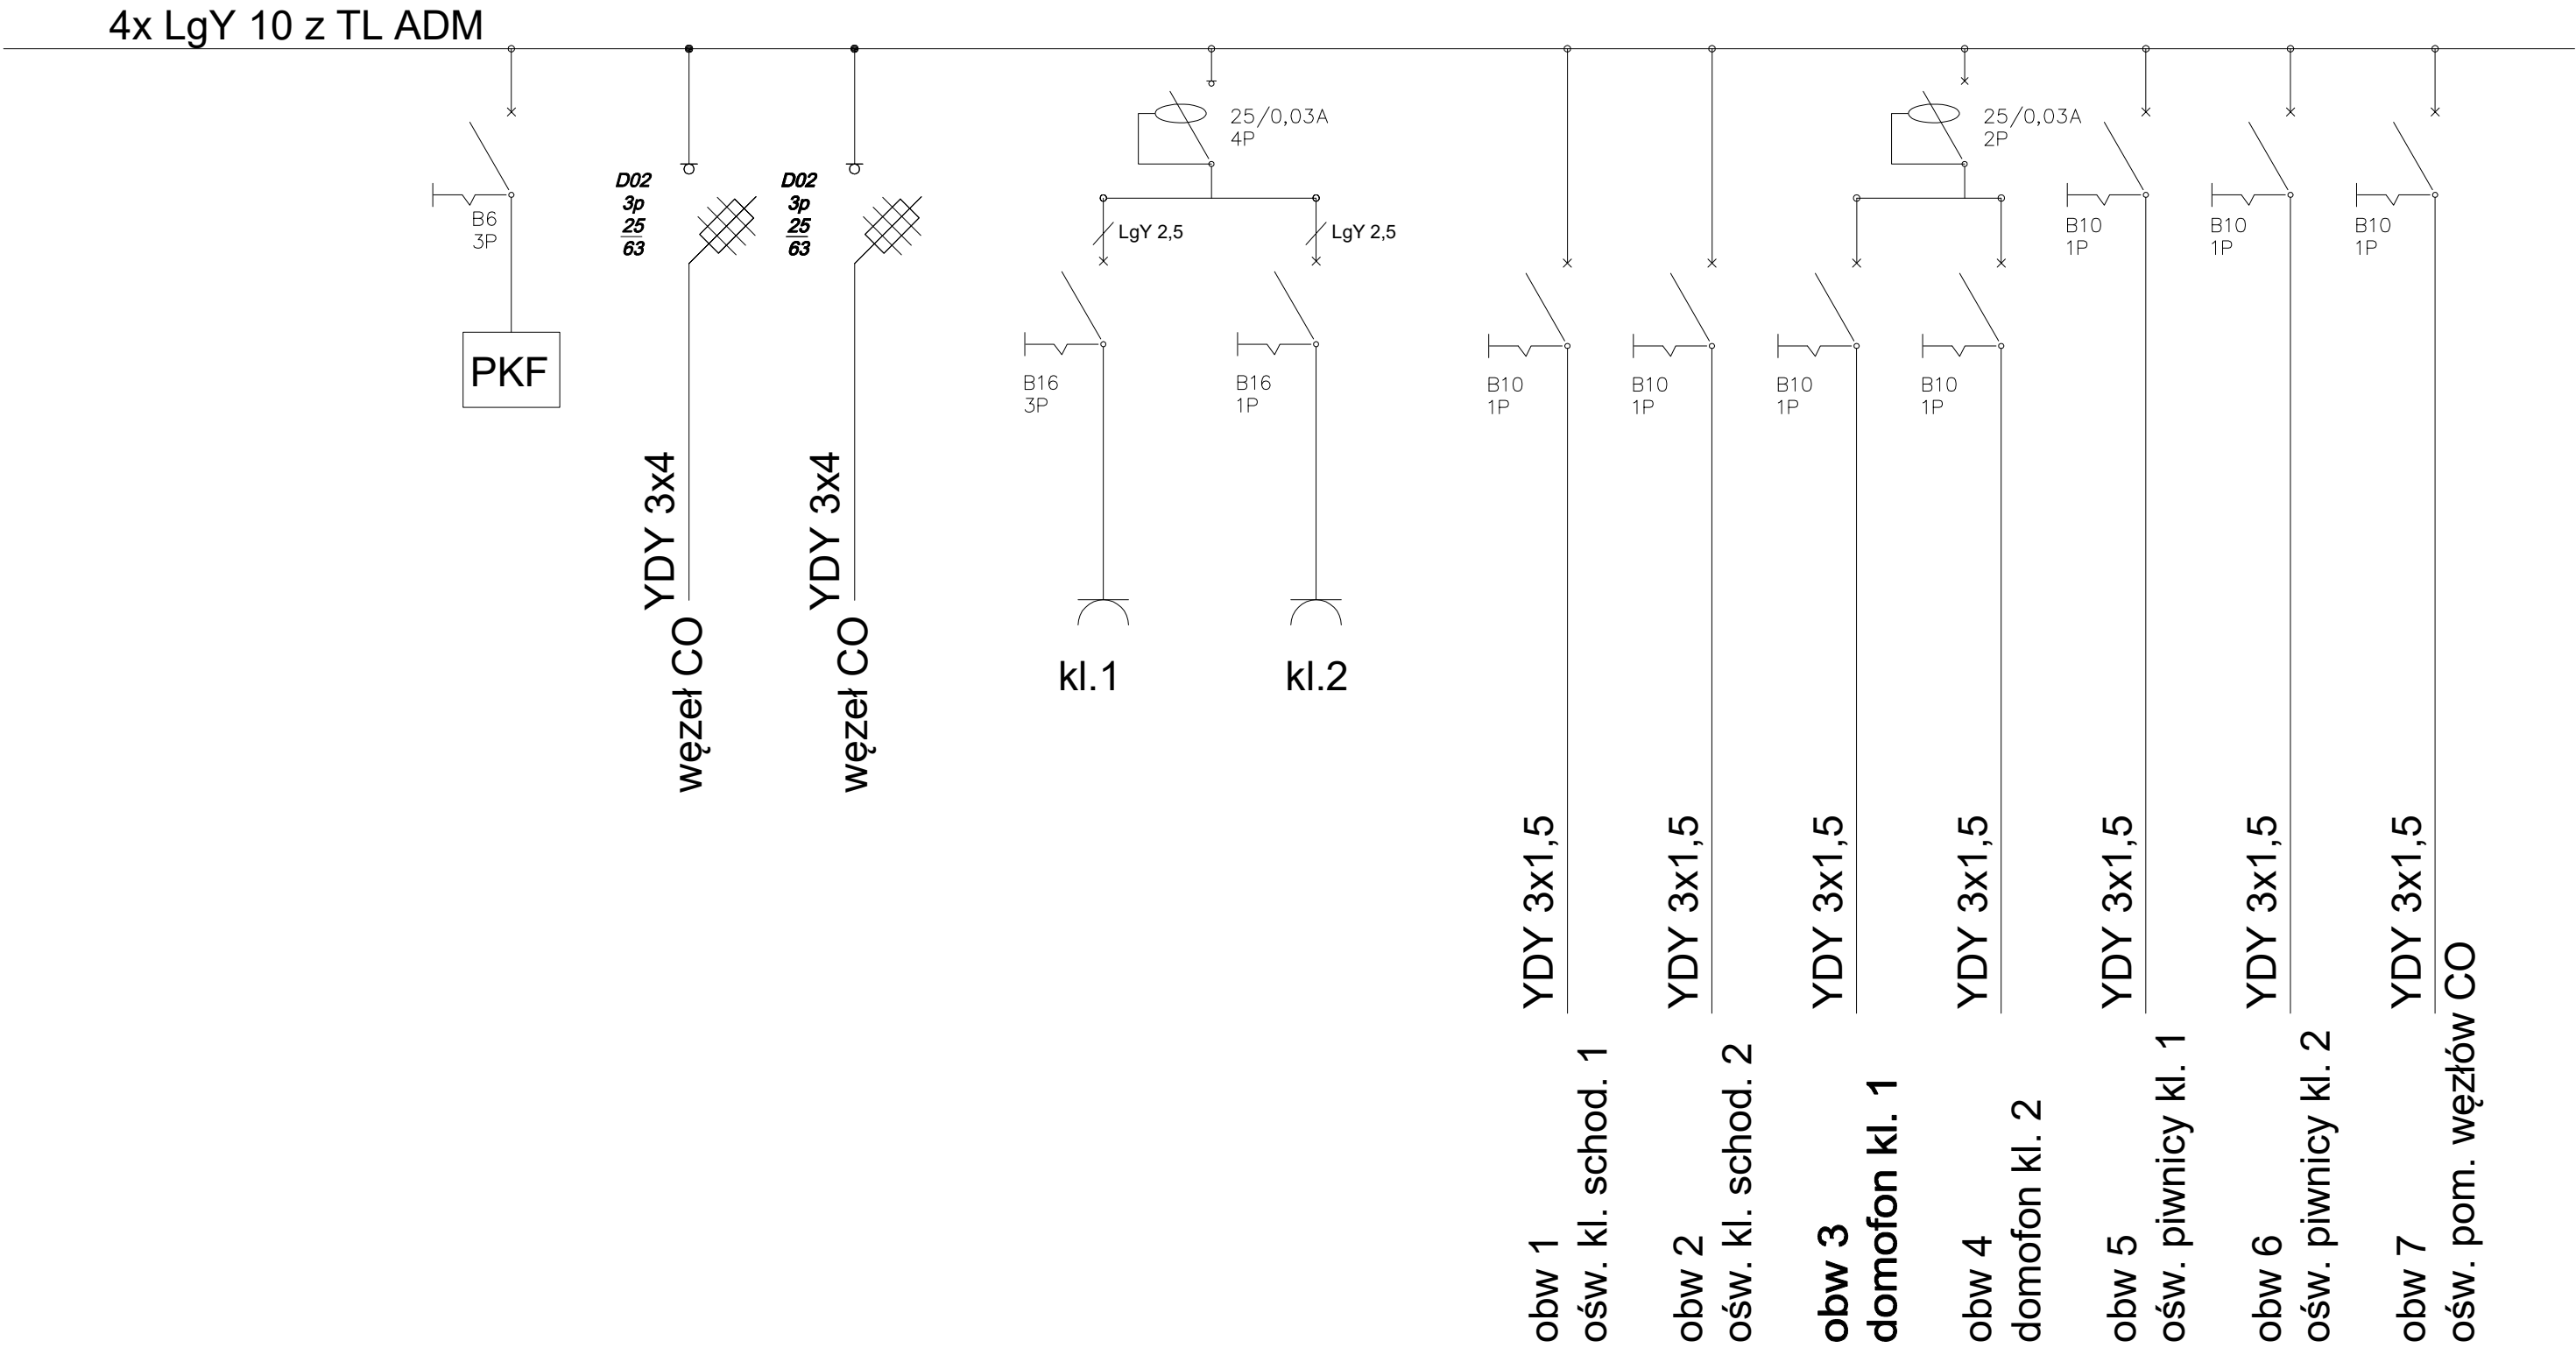 4x LgY 10 z TL ADM
B6
3P
PKF
D02
3p
25
63
YDY 3x4
węzeł CO
D02
3p
25
63
YDY 3x4
węzeł CO
25/0,03A
4P
LgY 2,5
LgY 2,5
B16
3P
B16
1P
kl.1
kl.2
B10
1P
YDY 3x1,5
obw 1
ośw. kl. schod. 1
B10
1P
YDY 3x1,5
obw 2
ośw. kl. schod. 2
25/0,03A
2P
B10
1P
YDY 3x1,5
obw 3
domofon kl. 1
B10
1P
YDY 3x1,5
obw 4
domofon kl. 2
B10
1P
YDY 3x1,5
obw 5
ośw. piwnicy kl. 1
B10
1P
YDY 3x1,5
obw 6
ośw. piwnicy kl. 2
B10
1P
YDY 3x1,5
obw 7
ośw. pom. węzłów CO